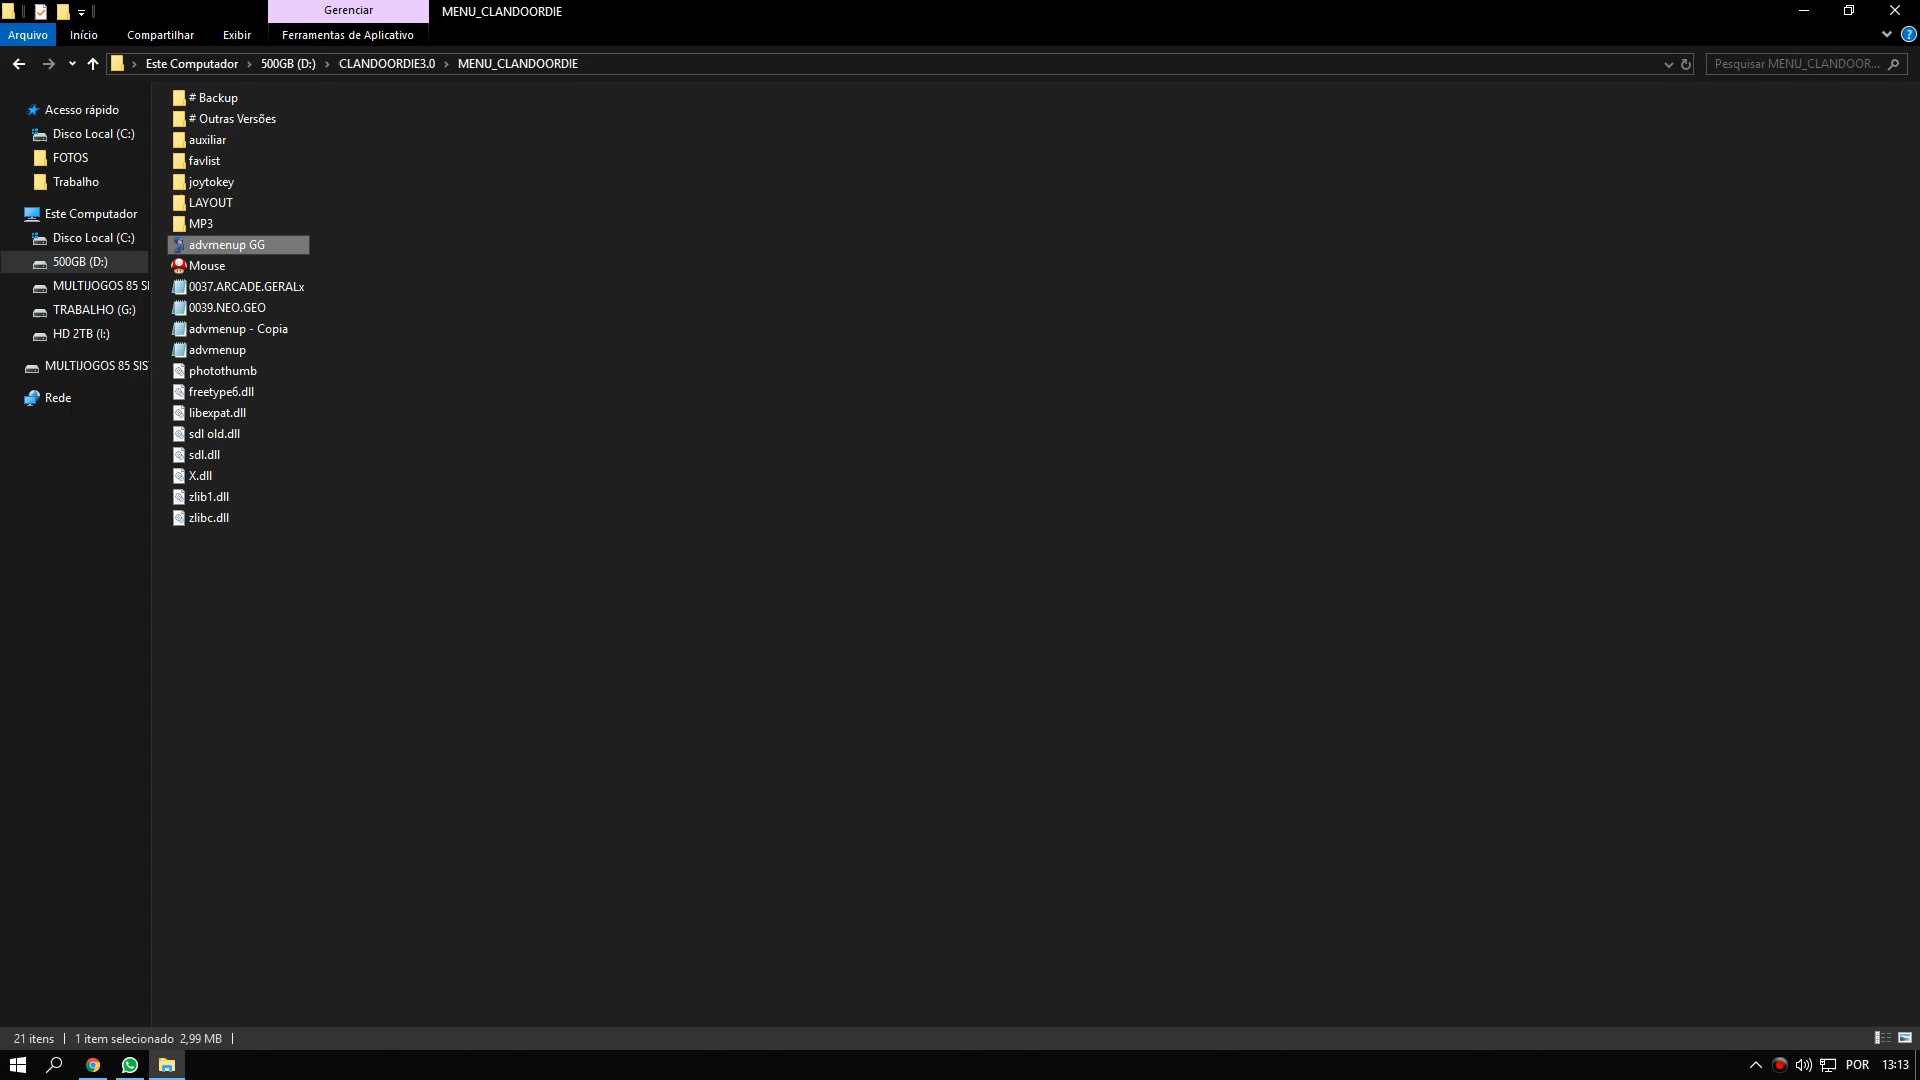 Gerenciar
MENU_CLANDOORDIE
Arquivo
Início
Compartilhar
Exibir
Ferramentas de Aplicativo
Este Computador > 500GB (D:) > CLANDOORDIE3.0 > MENU_CLANDOORDIE
Pesquisar MENU_CLANDOOR...
Acesso rápido
Disco Local (C:)
FOTOS
Trabalho
Este Computador
Disco Local (C:)
500GB (D:)
MULTIJOGOS 85 SI
TRABALHO (G:)
HD 2TB (I:)
MULTIJOGOS 85 SIS
Rede
# Backup
# Outras Versões
auxiliar
favlist
joytokey
LAYOUT
MP3
advmenup GG
Mouse
0037.ARCADE.GERALx
0039.NEO.GEO
advmenup - Copia
advmenup
photothumb
freetype6.dll
libexpat.dll
sdl old.dll
sdl.dll
X.dll
zlib1.dll
zlibc.dll
21 itens
1 item selecionado 2,99 MB
POR
13:13